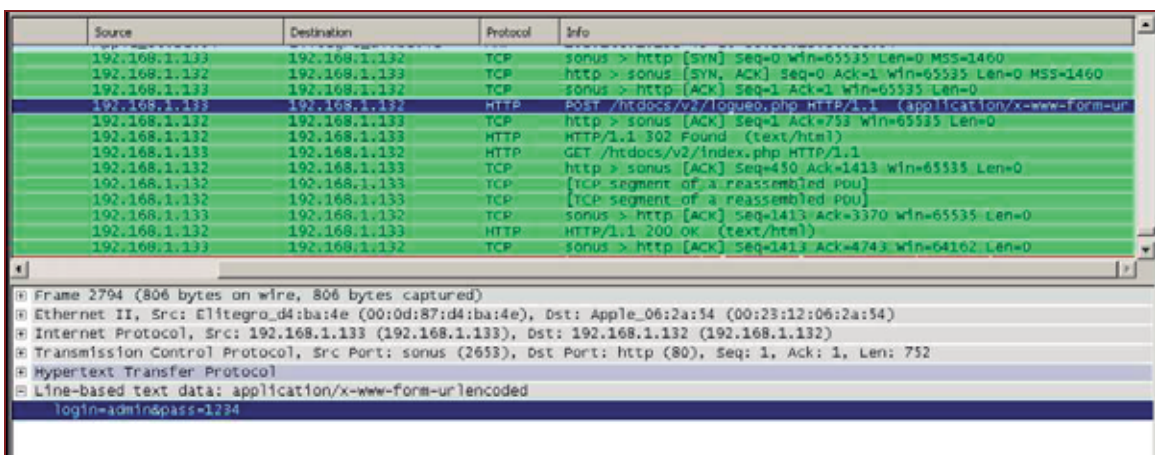 Source Destination Protocol Info
192.168.1.133 192.168.1.132 TCP sonus > http [SYN] Seq=0 Win=65535 Len=0 MSS=1460
192.168.1.132 192.168.1.133 TCP http > sonus [SYN, ACK] Seq=0 Ack=1 Win=65535 Len=0 MSS=1460
192.168.1.133 192.168.1.132 TCP sonus > http [ACK] Seq=1 Ack=1 Win=65535 Len=0
192.168.1.133 192.168.1.132 HTTP POST /htdocs/v2/logueo.php HTTP/1.1 (application/x-www-form-ur
192.168.1.132 192.168.1.133 TCP http > sonus [ACK] Seq=1 Ack=753 Win=65535 Len=0
192.168.1.132 192.168.1.133 HTTP HTTP/1.1 302 Found (text/html)
192.168.1.133 192.168.1.132 HTTP GET /htdocs/v2/index.php HTTP/1.1
192.168.1.132 192.168.1.133 TCP http > sonus [ACK] Seq=450 Ack=1413 Win=65535 Len=0
192.168.1.132 192.168.1.133 TCP [TCP segment of a reassembled PDU]
192.168.1.132 192.168.1.133 TCP [TCP segment of a reassembled PDU]
192.168.1.133 192.168.1.132 TCP sonus > http [ACK] Seq=1413 Ack=3370 Win=65535 Len=0
192.168.1.132 192.168.1.133 HTTP HTTP/1.1 200 OK (text/html)
192.168.1.133 192.168.1.132 TCP sonus > http [ACK] Seq=1413 Ack=4743 Win=64162 Len=0
Frame 2794 (806 bytes on wire, 806 bytes captured)
Ethernet II, Src: Elitegro_d4:ba:4e (00:0d:87:d4:ba:4e), Dst: Apple_06:2a:54 (00:23:12:06:2a:54)
Internet Protocol, Src: 192.168.1.133 (192.168.1.133), Dst: 192.168.1.132 (192.168.1.132)
Transmission Control Protocol, Src Port: sonus (2653), Dst Port: http (80), Seq: 1, Ack: 1, Len: 752
Hypertext Transfer Protocol
Line-based text data: application/x-www-form-urlencoded
login=admin&pass=1234